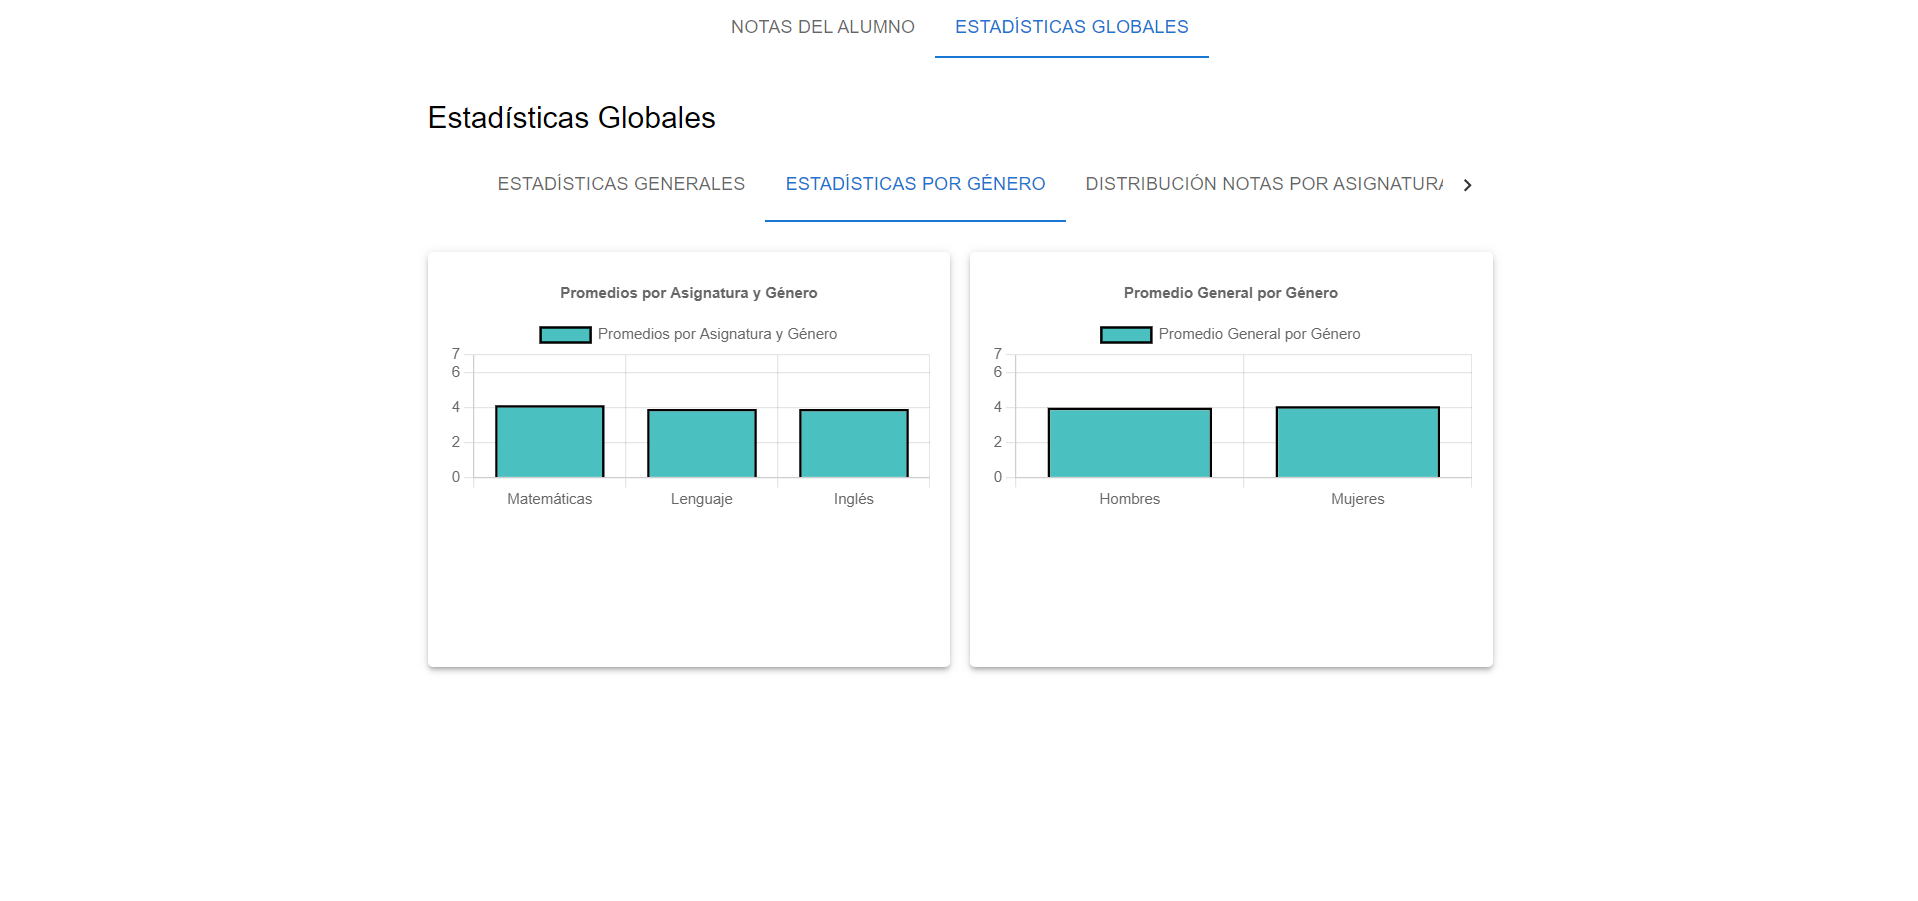 NOTAS DEL ALUMNO ESTADÍSTICAS GLOBALES
Estadísticas Globales
ESTADÍSTICAS GENERALES ESTADÍSTICAS POR GÉNERO DISTRIBUCIÓN NOTAS POR ASIGNATURA
Promedios por Asignatura y Género
Promedios por Asignatura y Género
7
6
4
2
0
Matemáticas Lenguaje Inglés
Promedio General por Género
Promedio General por Género
7
6
4
2
0
Hombres Mujeres